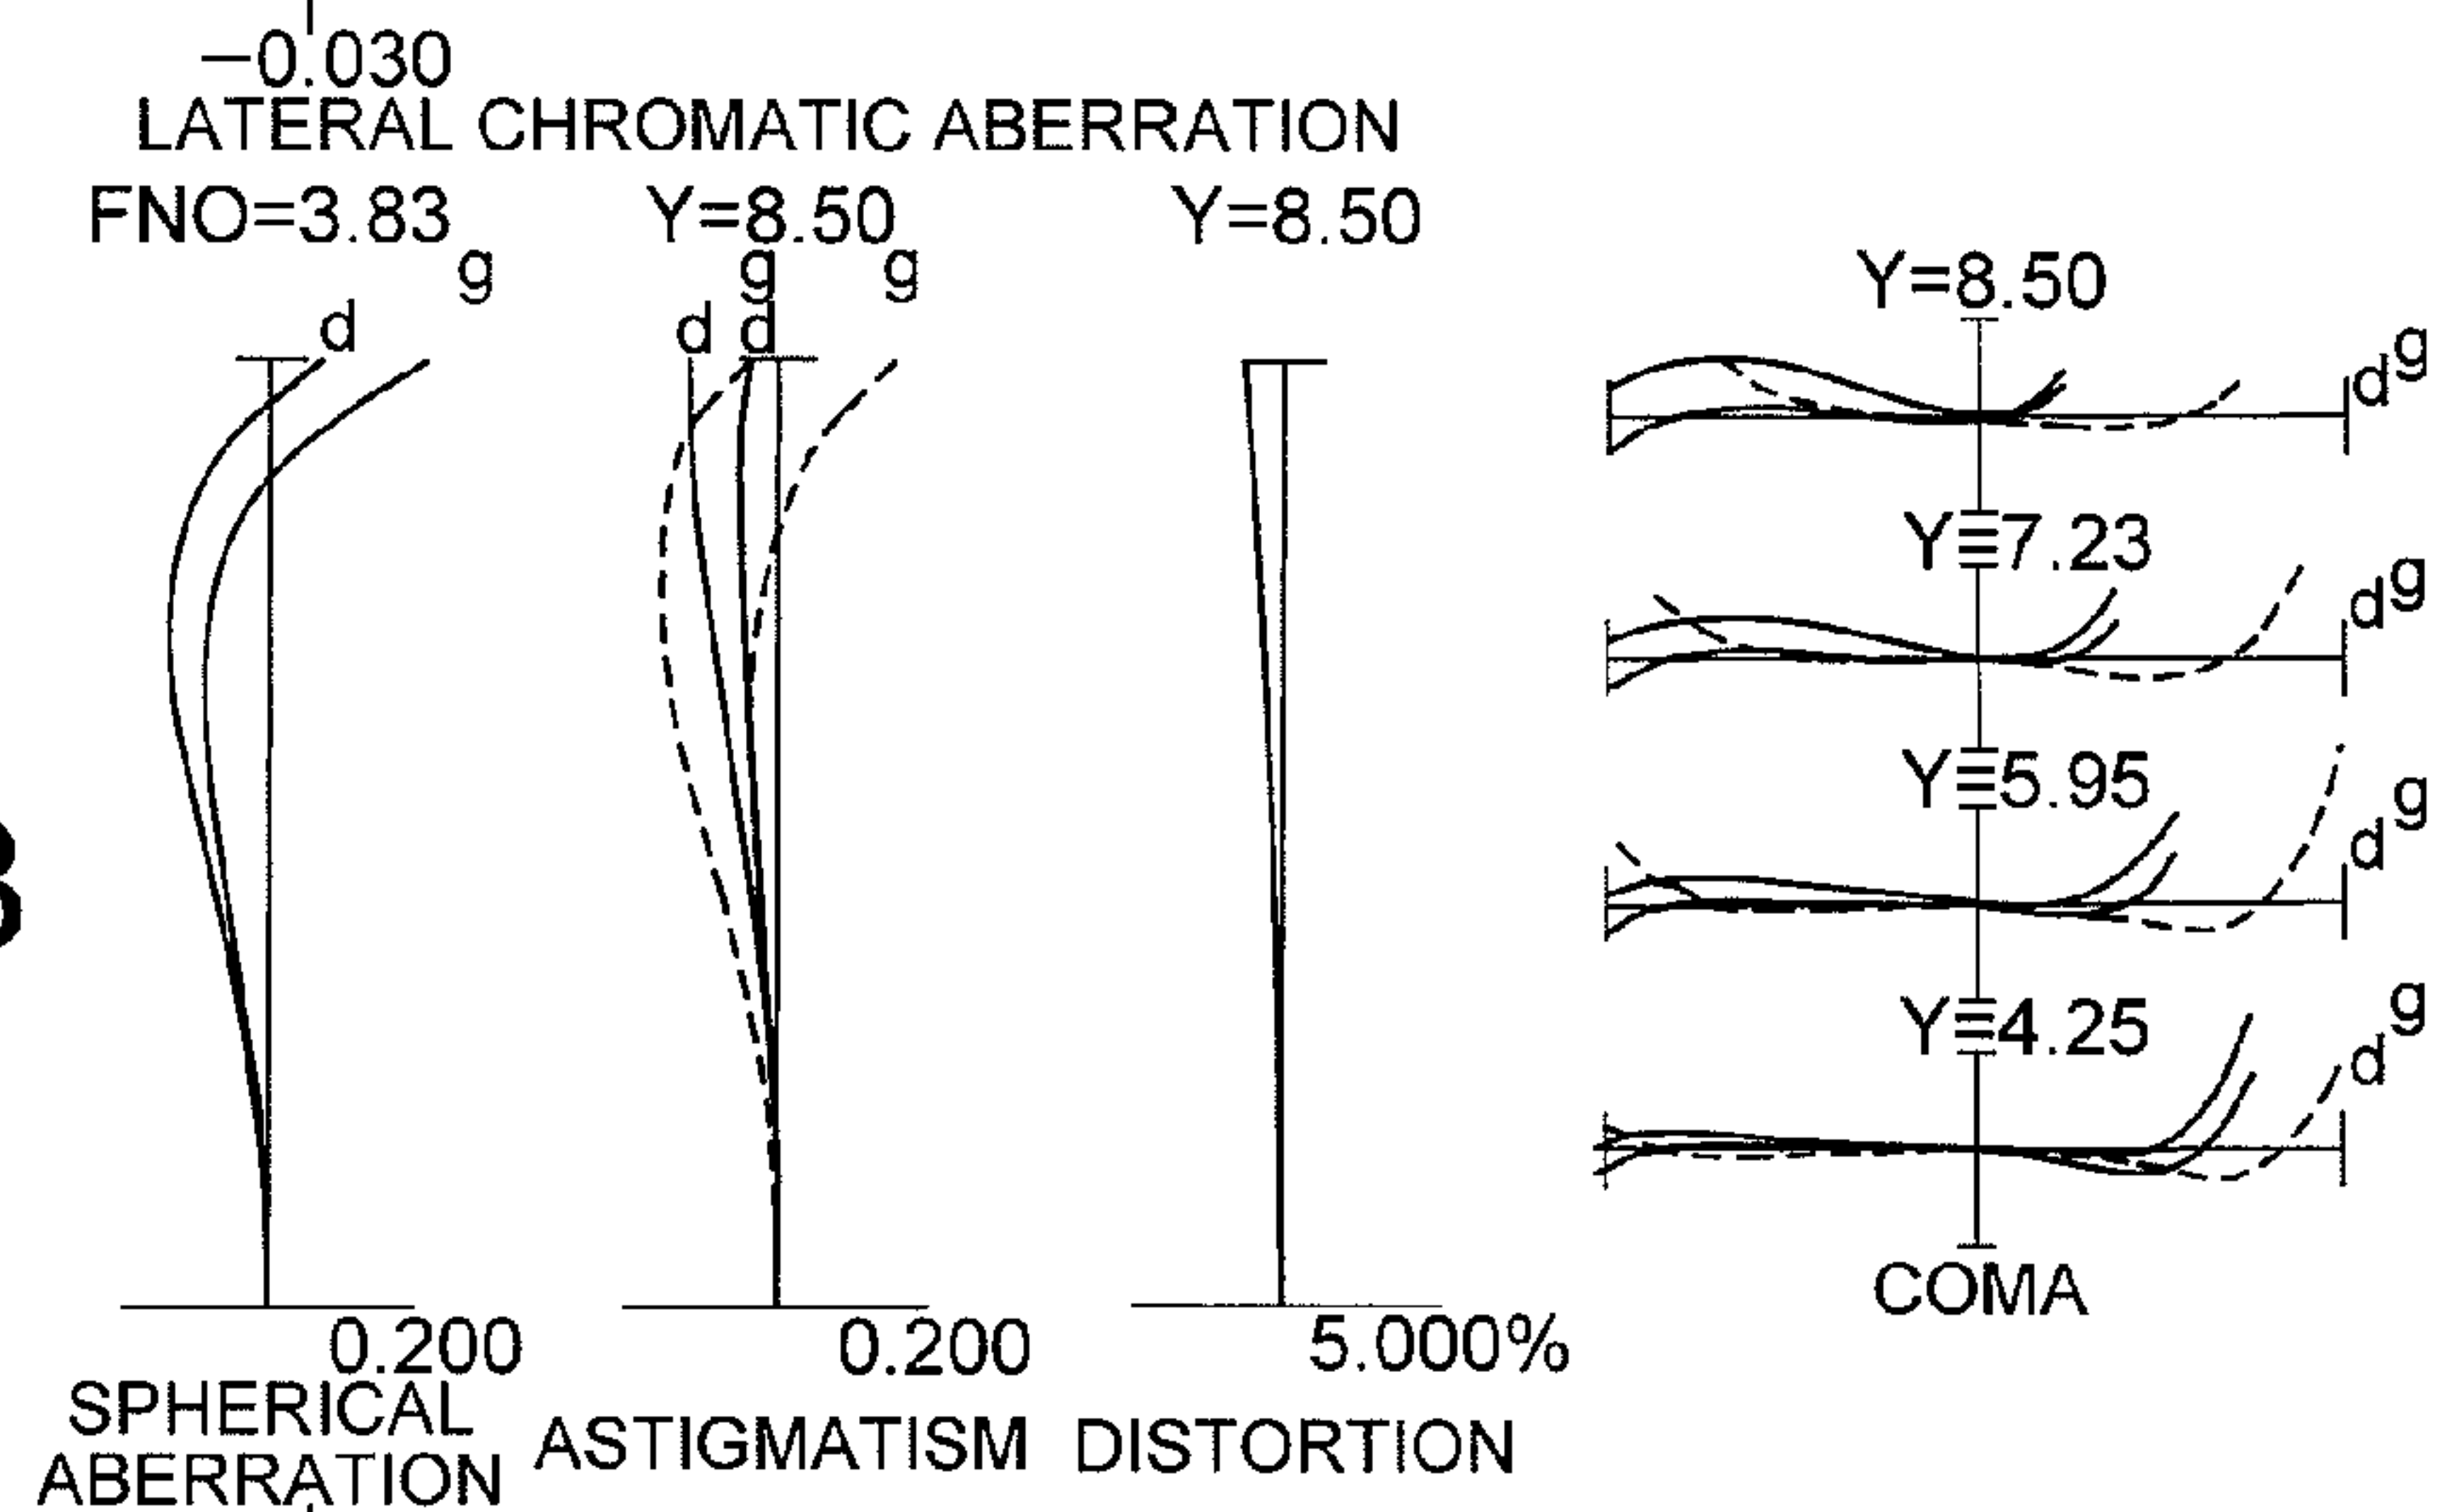 −0.030
LATERAL CHROMATIC ABERRATION
FNO=3.83 Y=8.50 Y=8.50
g g g
d d d
Y=8.50
d g
Y=7.23
d g
Y=5.95
d g
Y=4.25
d g
COMA
0.200 0.200 5.000%
SPHERICAL
ABERRATION
ASTIGMATISM DISTORTION